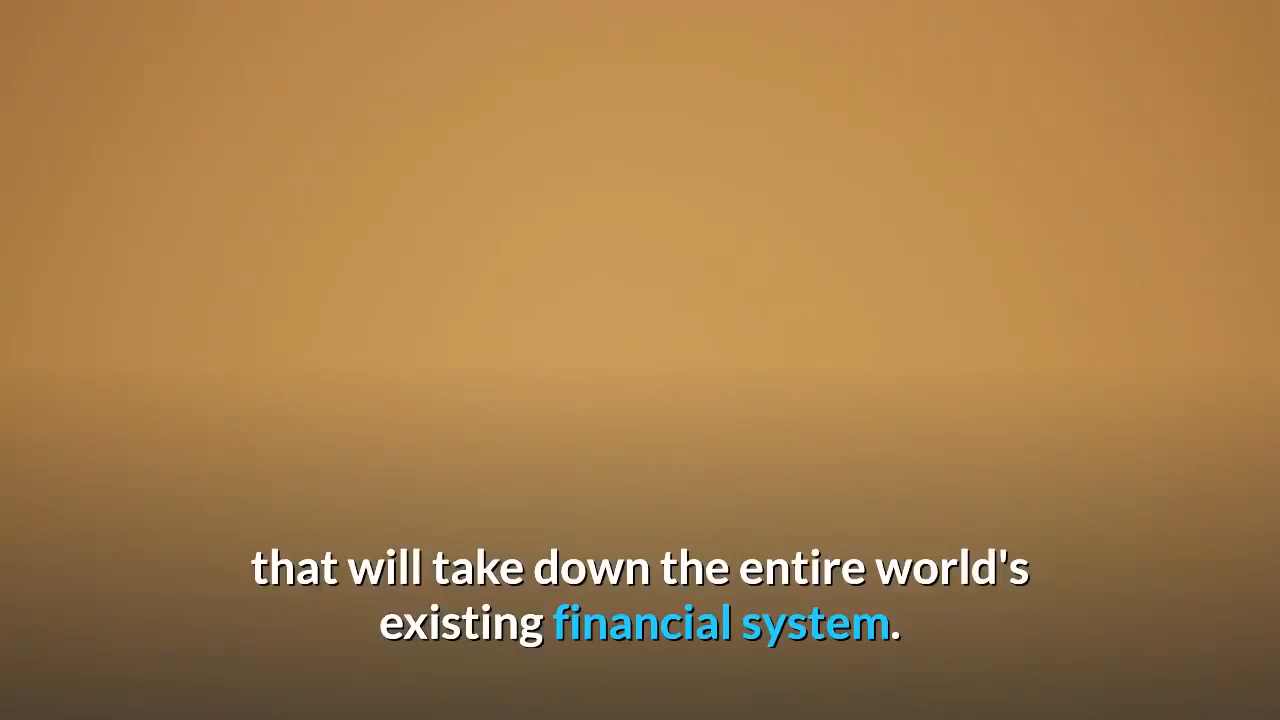 that will take down the entire world's
existing financial system.